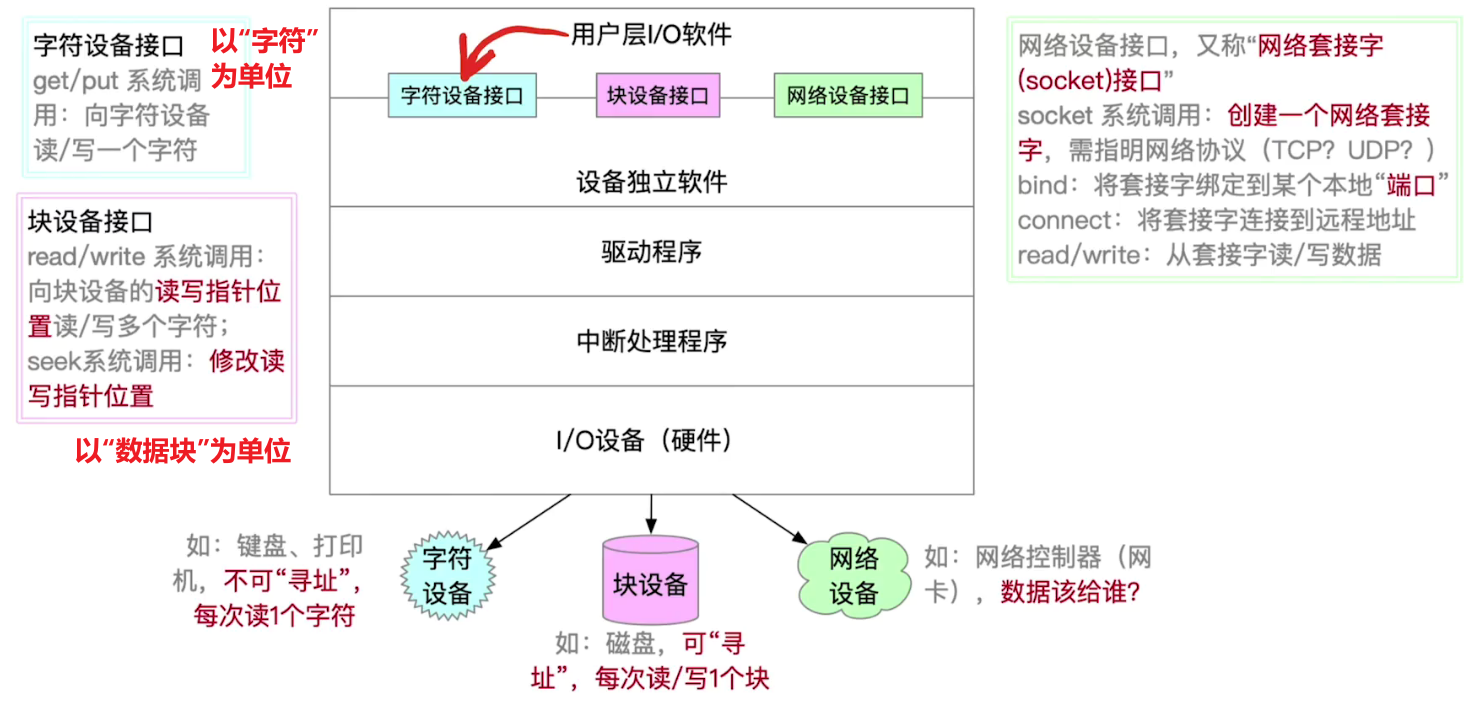 字符设备接口
get/put 系统调
用：向字符设备
读/写一个字符
以“字符”
为单位
块设备接口
read/write 系统调用：
向块设备的读写指针位
置读/写多个字符；
seek系统调用：修改读
写指针位置
以“数据块”为单位
用户层I/O软件
字符设备接口
块设备接口
网络设备接口
设备独立软件
驱动程序
中断处理程序
I/O设备（硬件）
网络设备接口，又称“网络套接字
(socket)接口”
socket 系统调用：创建一个网络套接
字，需指明网络协议（TCP？UDP？）
bind：将套接字绑定到某个本地“端口”
connect：将套接字连接到远程地址
read/write：从套接字读/写数据
如：键盘、打印
机，不可“寻址”，
每次读1个字符
字符
设备
块设备
如：磁盘，可“寻
址”，每次读/写1个块
网络
设备
如：网络控制器（网
卡），数据该给谁？